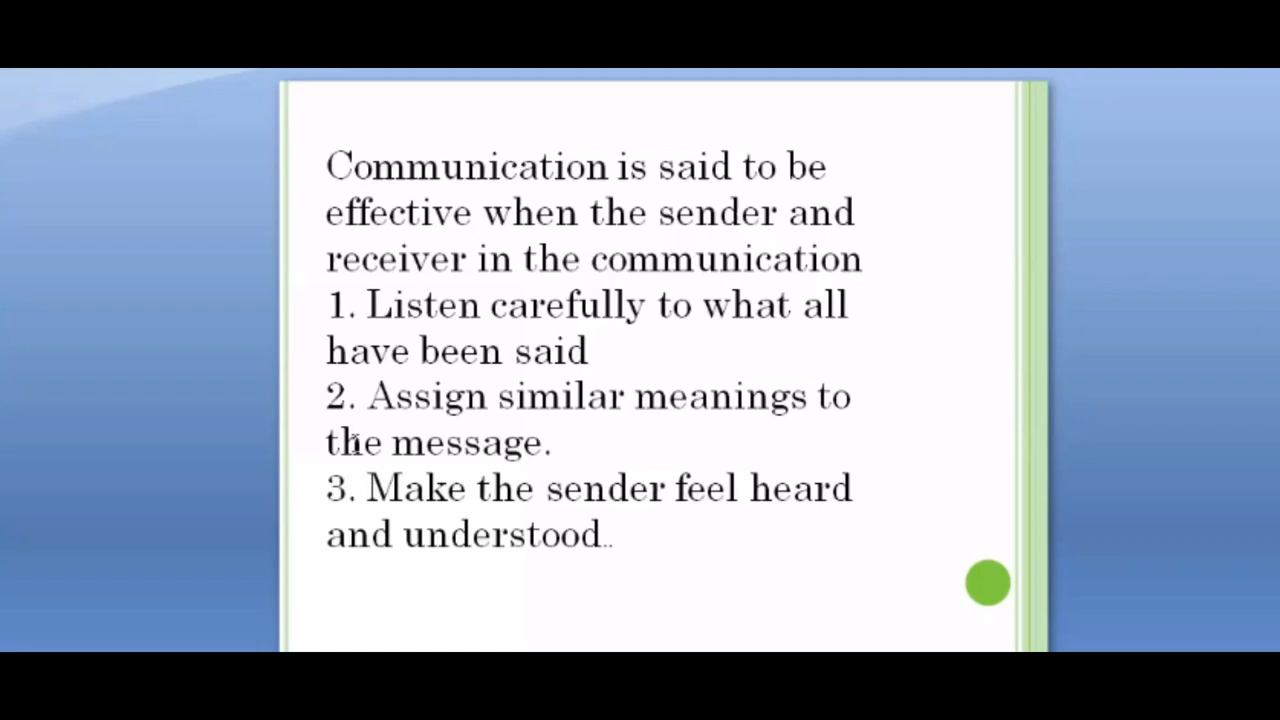 Communication is said to be
effective when the sender and
receiver in the communication
1. Listen carefully to what all
have been said
2. Assign similar meanings to
the message.
3. Make the sender feel heard
and understood..